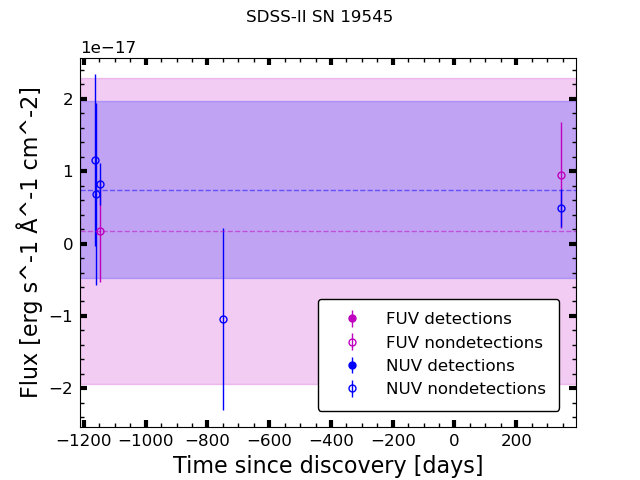 SDSS-II SN 19545
1e−17
2
1
0
−1
−2
Flux [erg s^-1 Å^-1 cm^-2]
FUV detections
FUV nondetections
NUV detections
NUV nondetections
−1200 −1000 −800 −600 −400 −200 0 200
Time since discovery [days]